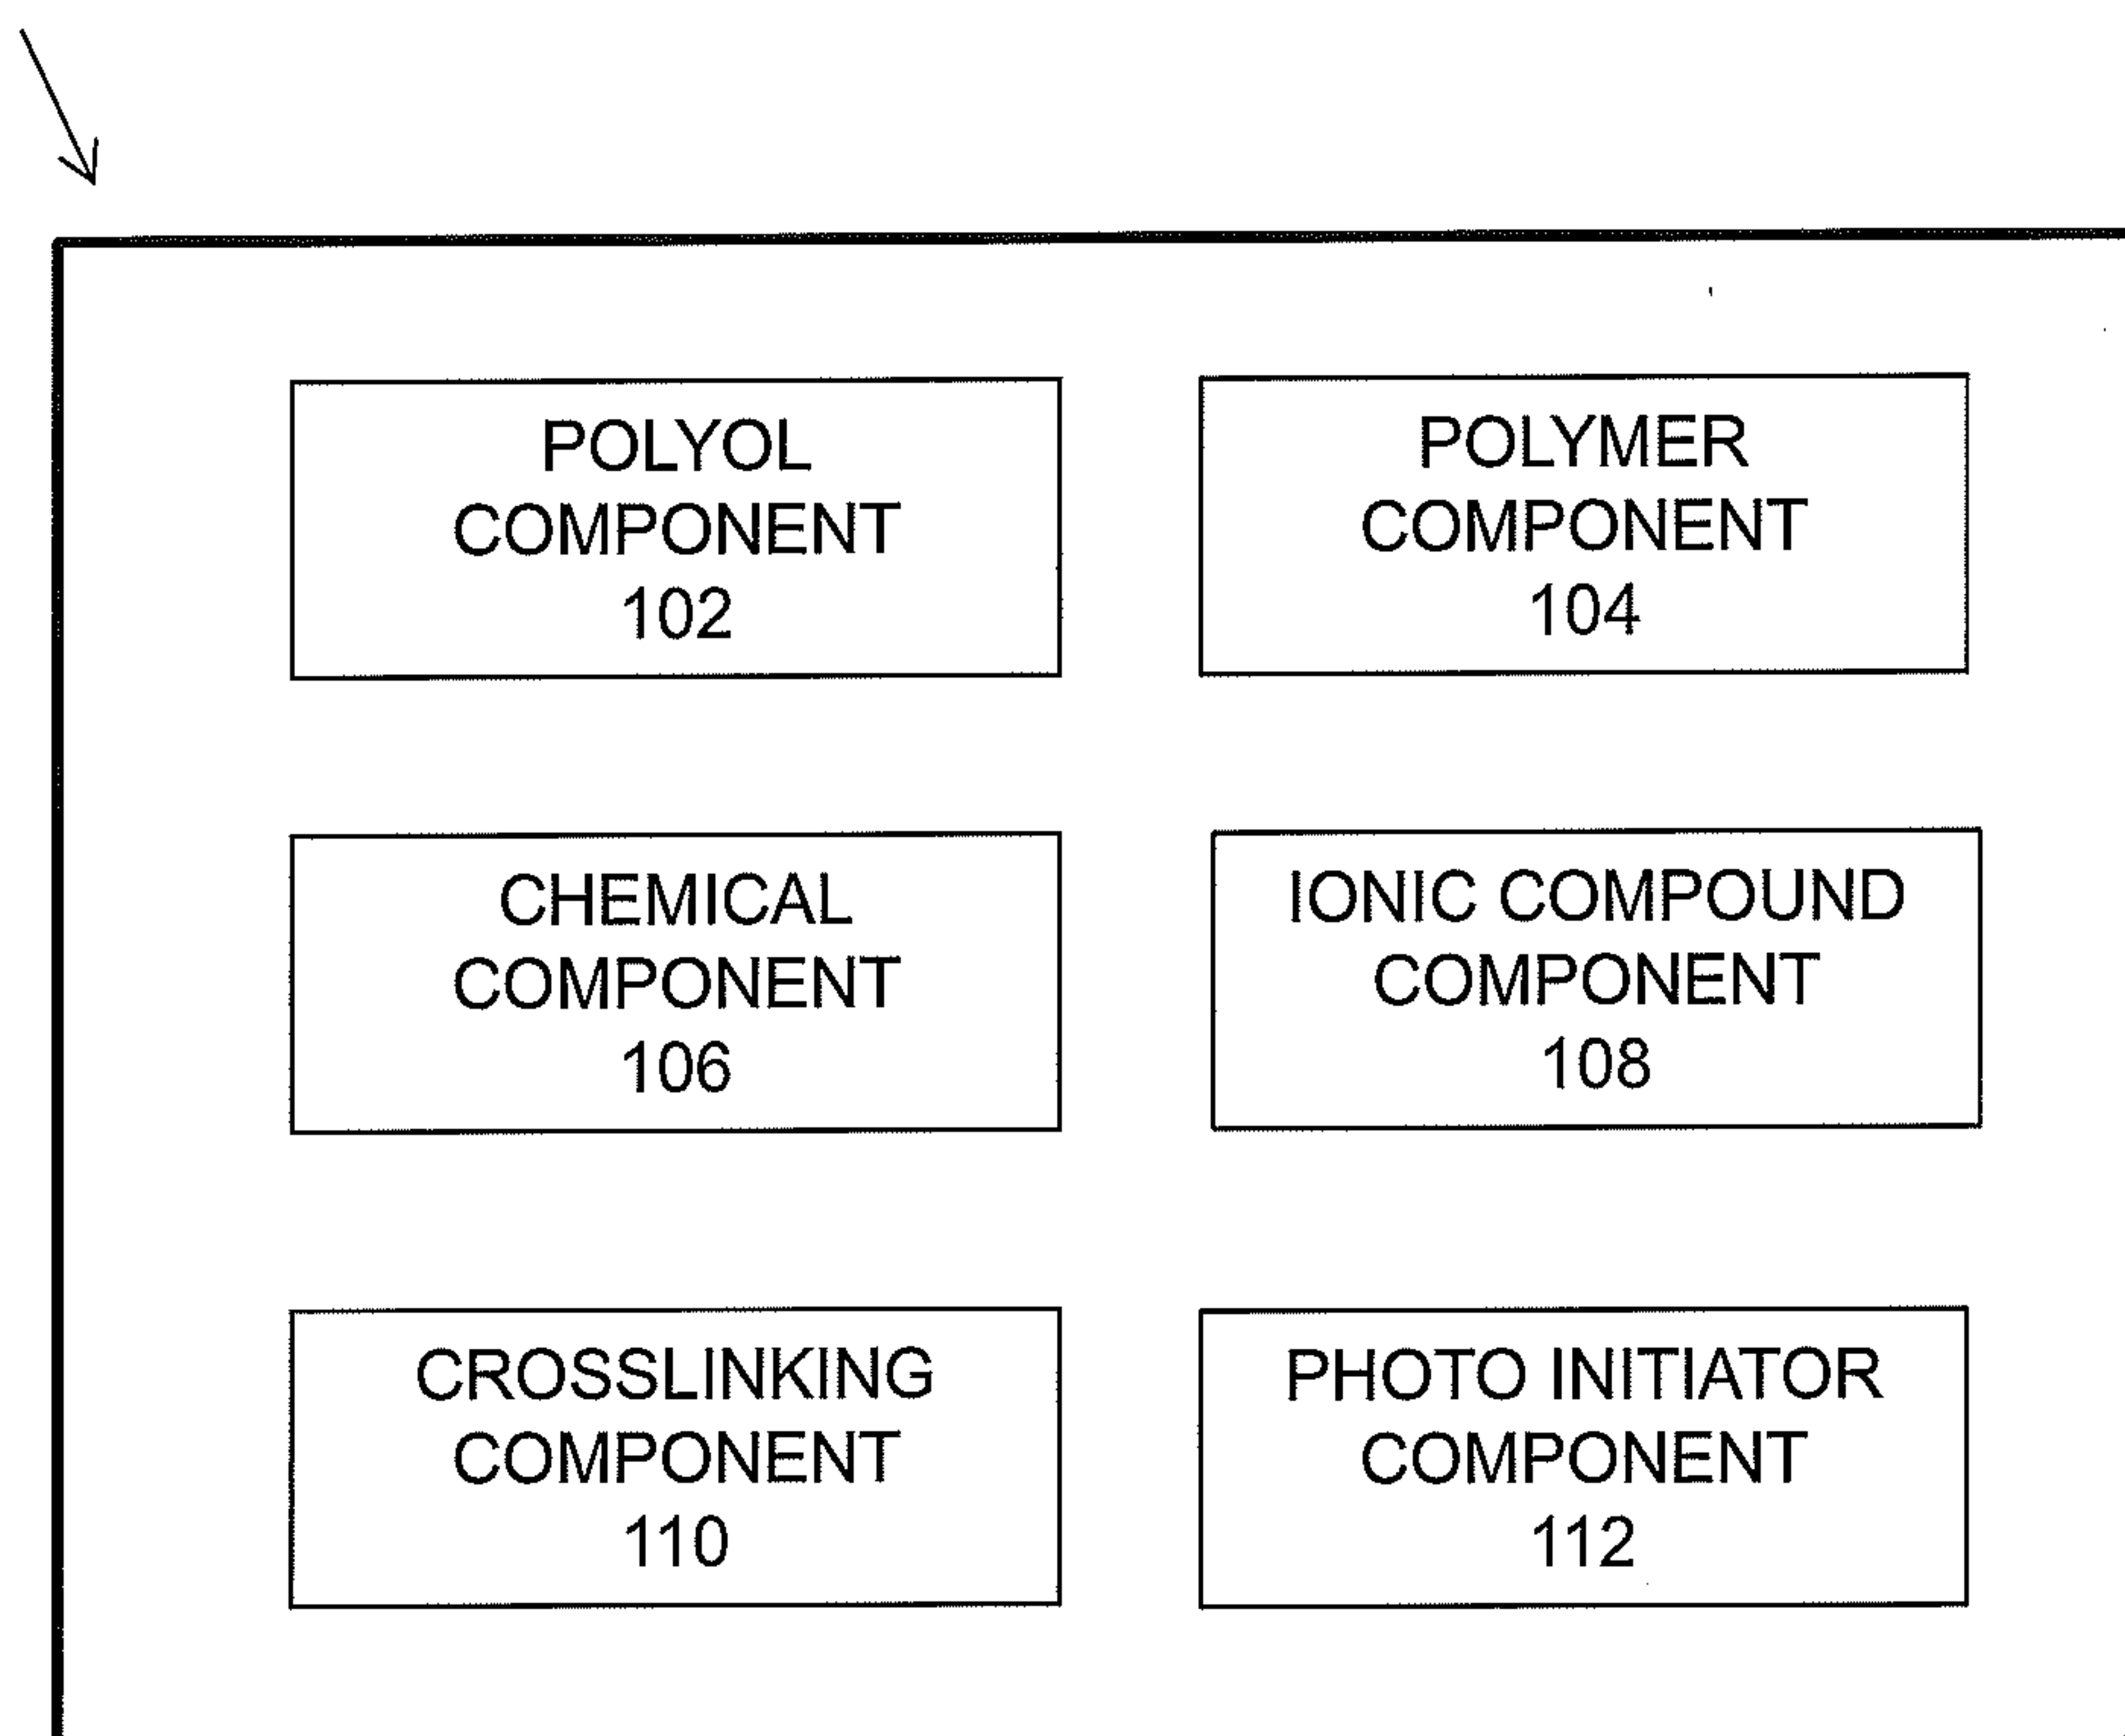 POLYOL
COMPONENT
102
POLYMER
COMPONENT
104
CHEMICAL
COMPONENT
106
IONIC COMPOUND
COMPONENT
108
CROSSLINKING
COMPONENT
110
PHOTO INITIATOR
COMPONENT
112